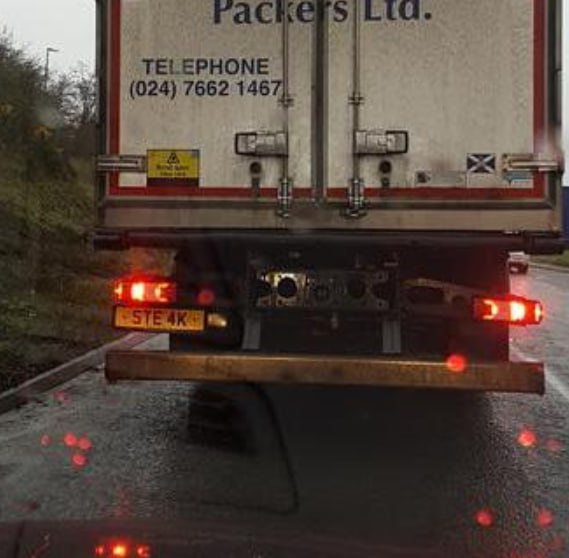 Packers Ltd.
TELEPHONE
(024) 7662 1467
STE 4K